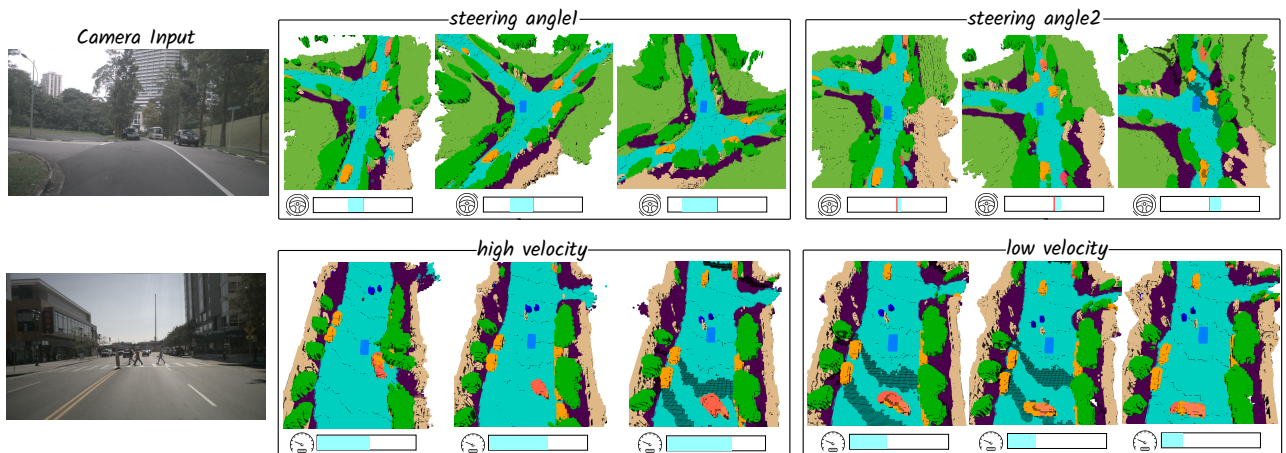 Camera Input
steering angle1
steering angle2
high velocity
low velocity